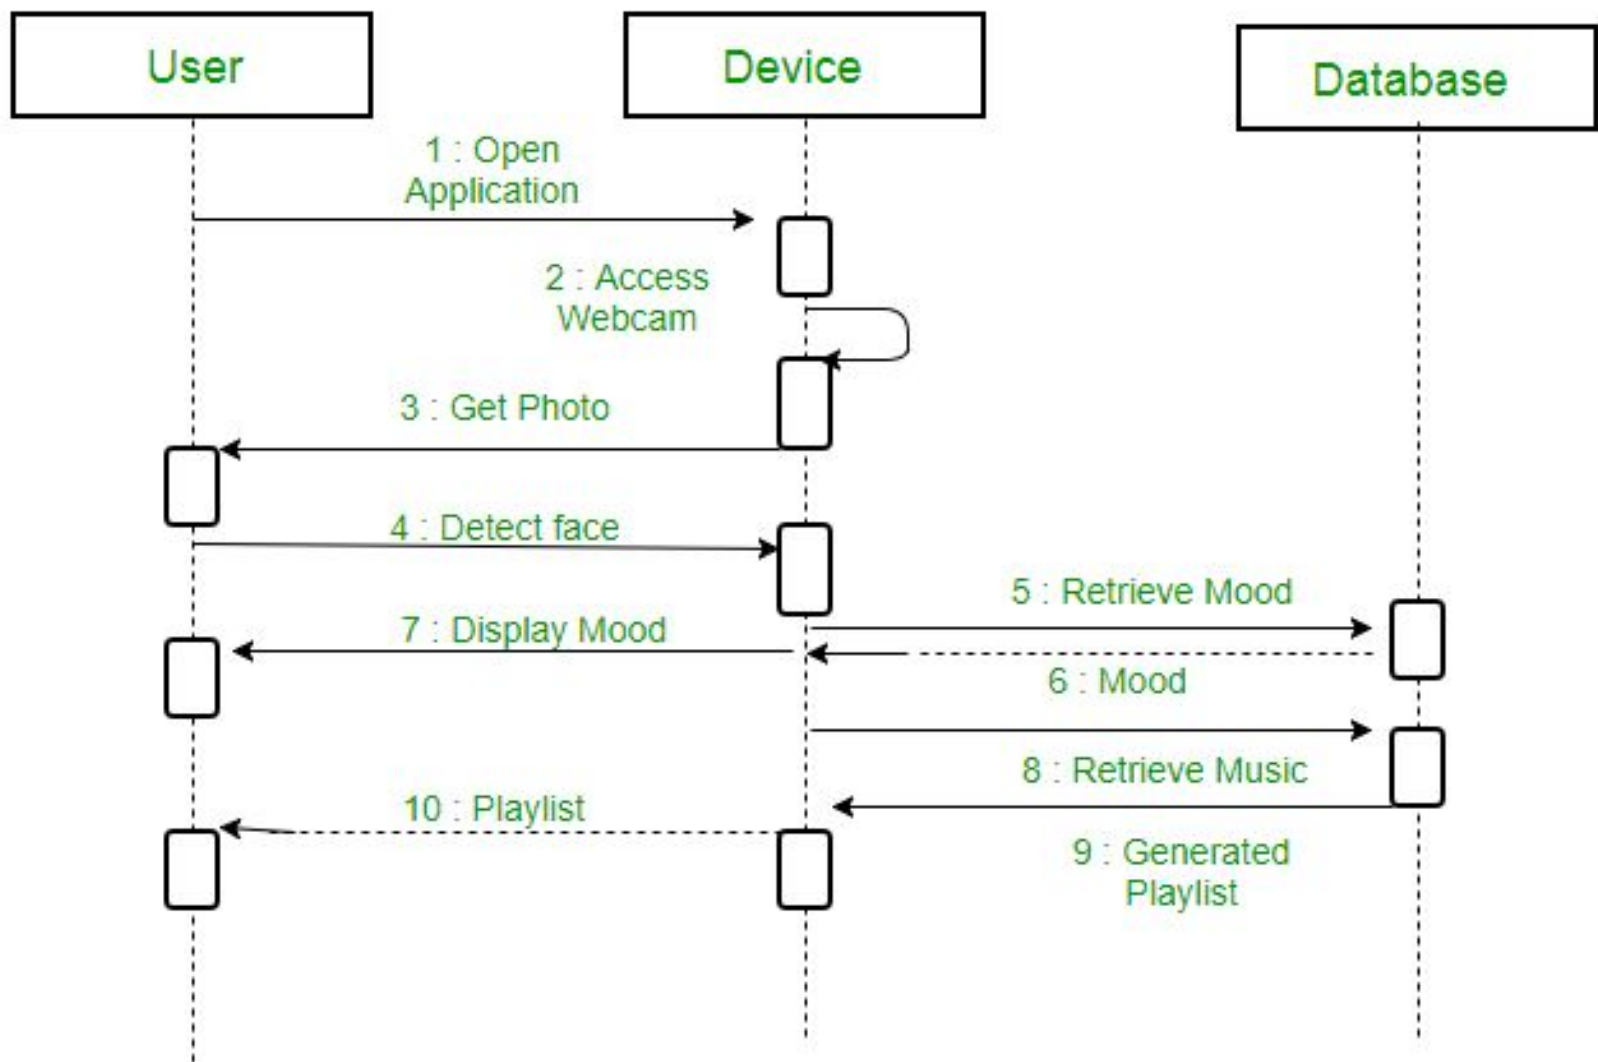 User
Device
Database
1 : Open
Application
2 : Access
Webcam
3 : Get Photo
4 : Detect face
5 : Retrieve Mood
7 : Display Mood
6 : Mood
8 : Retrieve Music
10 : Playlist
9 : Generated
Playlist